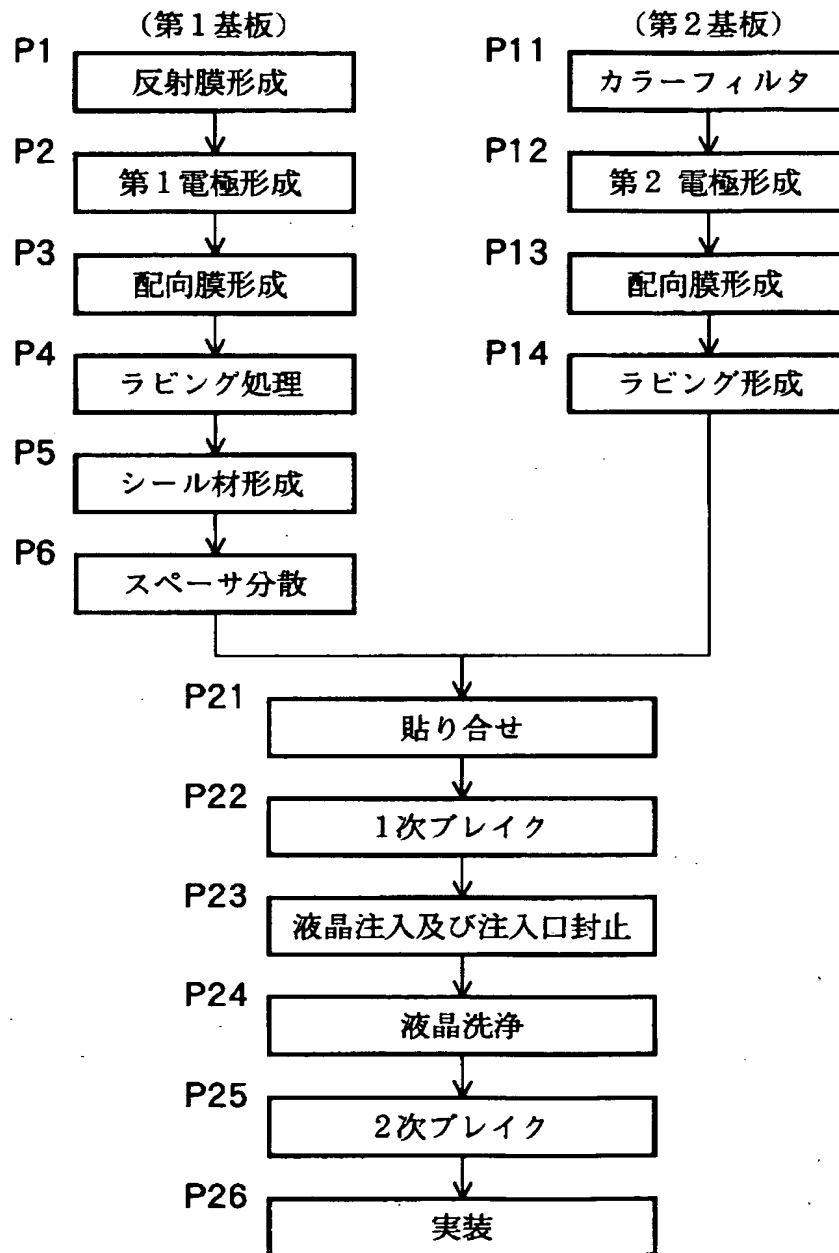 (第1基板)
P1
反射膜形成
P2
第1電極形成
P3
配向膜形成
P4
ラビング処理
P5
シール材形成
P6
スペーサ分散
(第2基板)
P11
カラーフィルタ
P12
第2 電極形成
P13
配向膜形成
P14
ラビング形成
P21
貼り合せ
P22
1次ブレイク
P23
液晶注入及び注入口封止
P24
液晶洗浄
P25
2次ブレイク
P26
実装